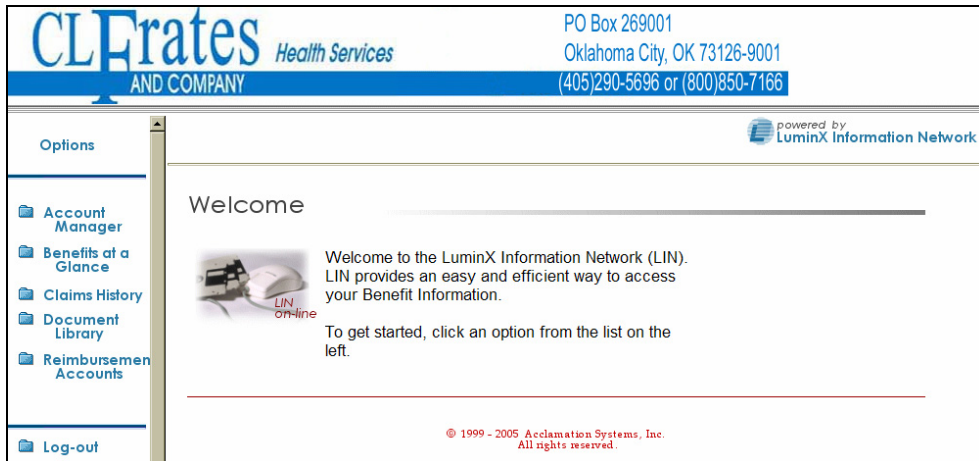 CLFrates Health Services
AND COMPANY
PO Box 269001
Oklahoma City, OK 73126-9001
(405)290-5696 or (800)850-7166
powered by
LuminX Information Network
Options
Account
Manager
Benefits at a
Glance
Claims History
Document
Library
Reimbursemen
Accounts
Log-out
Welcome
LIN
on-line
Welcome to the LuminX Information Network (LIN).
LIN provides an easy and efficient way to access
your Benefit Information.
To get started, click an option from the list on the
left.
© 1999 - 2005 Acclamation Systems, Inc.
All rights reserved.